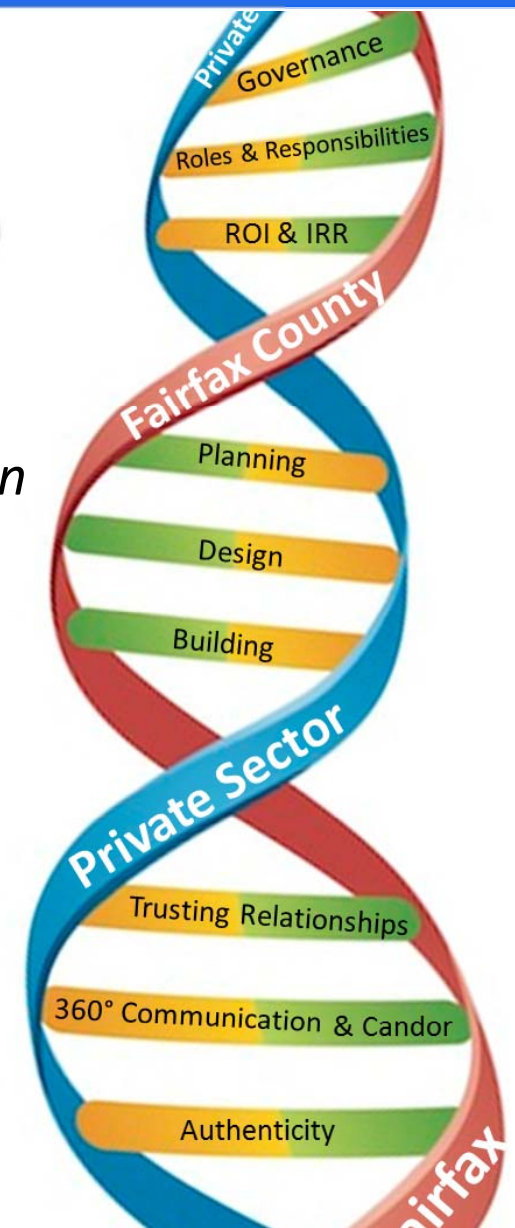 Private
Governance
Roles & Responsibilities
ROI & IRR
Fairfax County
n
Planning
Design
Building
Private Sector
Trusting Relationships
360° Communication & Candor
Authenticity
airfax